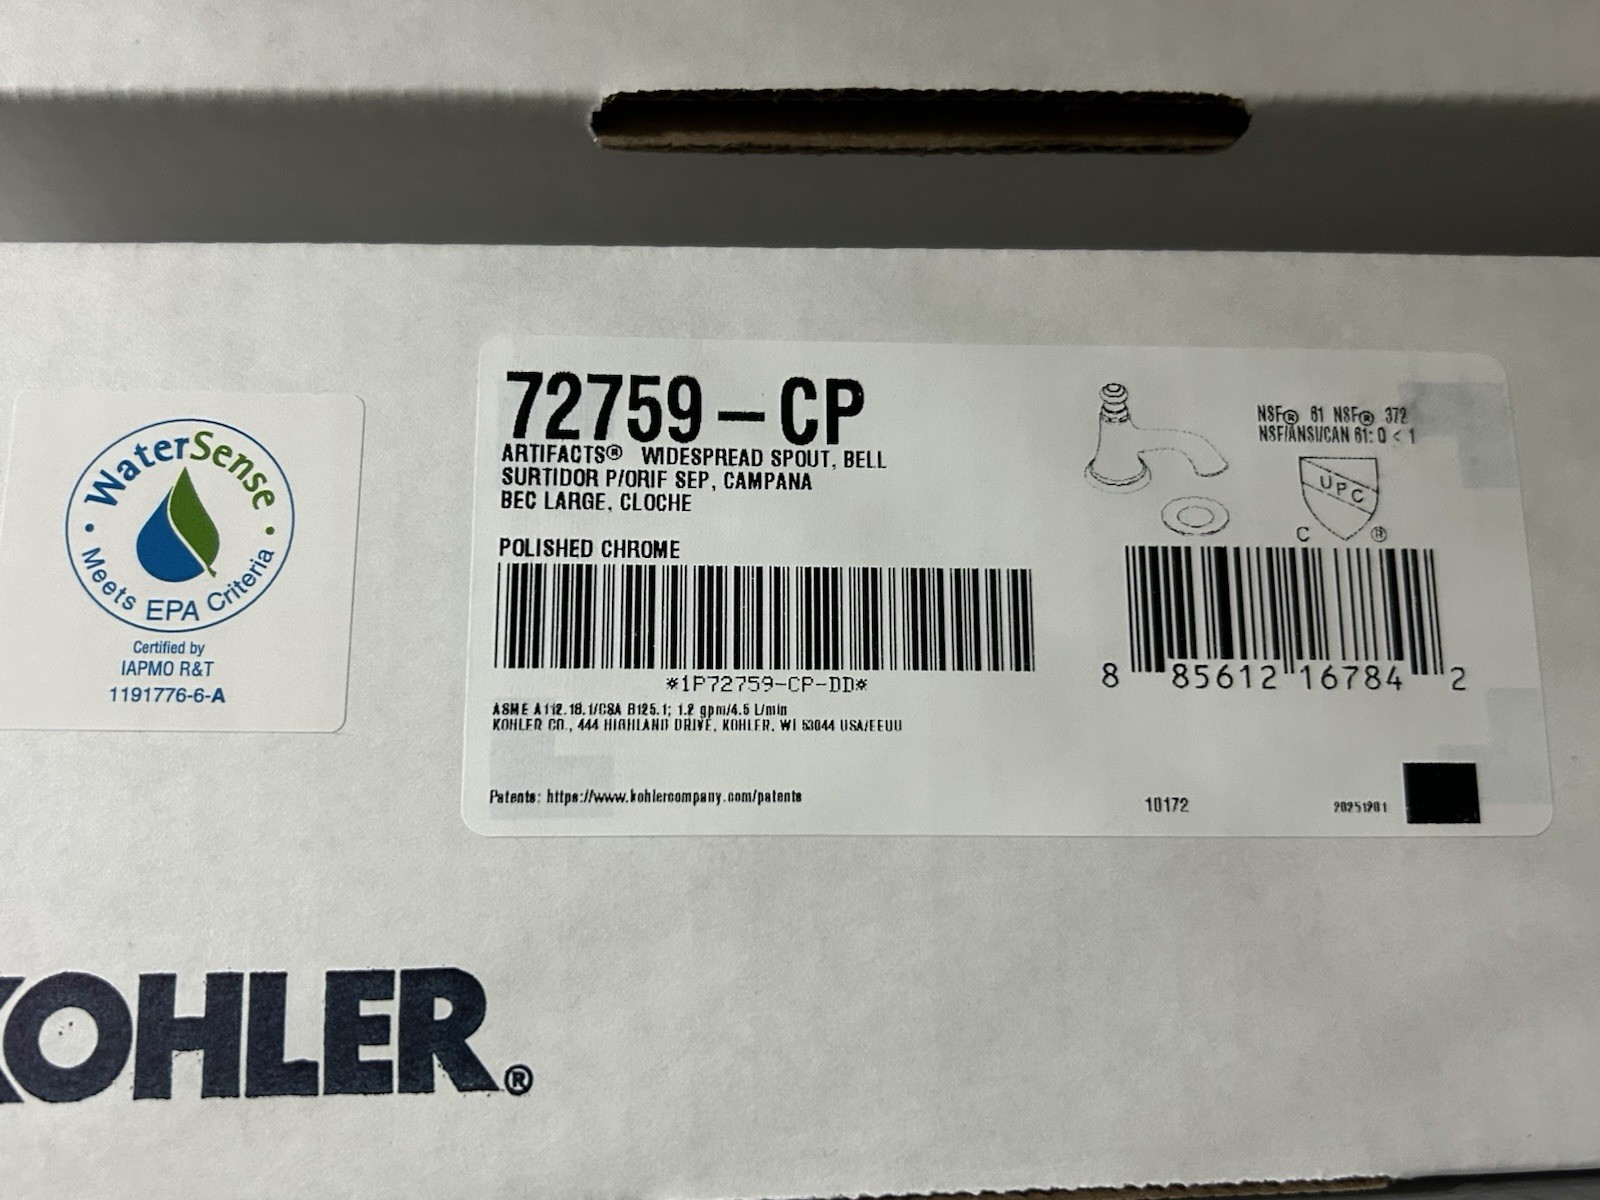 72759-CP
ARTIFACTS® WIDESPREAD SPOUT, BELL
SURTIDOR P/ORIF SEP, CAMPANA
BEC LARGE, CLOCHE
POLISHED CHROME
*1P72759-CP-DD*
ASME A112.18.1/CSA B125.1; 1.2 gpm/4.5 L/min
KOHLER CO., 444 HIGHLAND DRIVE, KOHLER, WI 53044 USA/EEUU
Patents: https://www.kohlercompany.com/patents
NSF® 61 NSF® 372
NSF/ANSI/CAN 61: Q < 1
UPC
C ®
8 85612 16784 2
10172
20251201
WaterSense
Meets EPA Criteria
Certified by
IAPMO R&T
1191776-6-A
KOHLER®